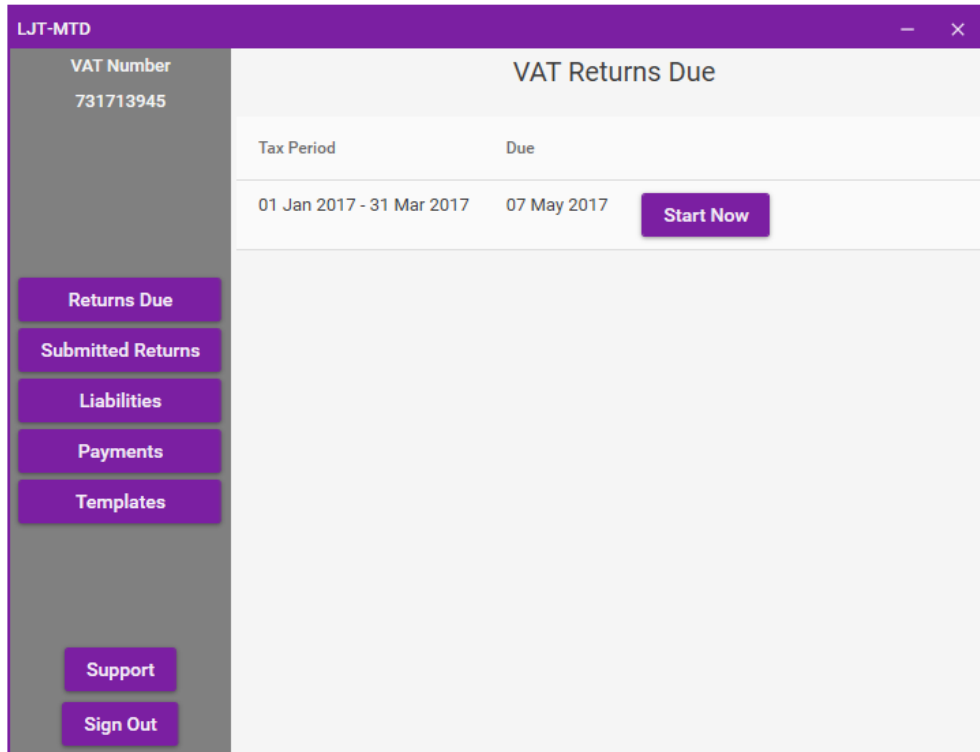 LJT-MTD
VAT Number
731713945
Returns Due
Submitted Returns
Liabilities
Payments
Templates
Support
Sign Out
VAT Returns Due
Tax Period Due
01 Jan 2017 - 31 Mar 2017 07 May 2017 Start Now